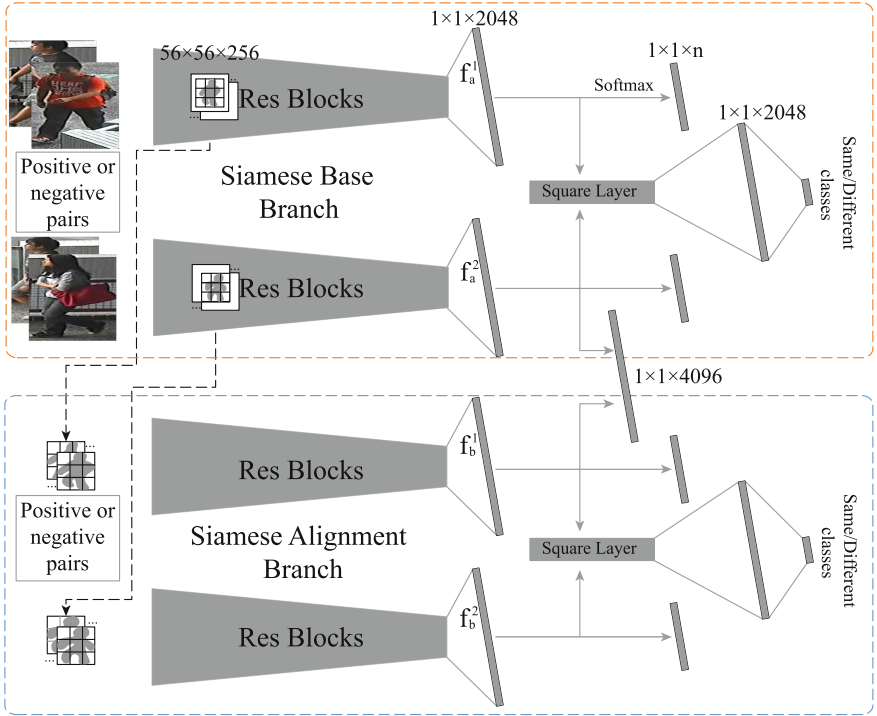 1×1×2048
56×56×256
1×1×n
f_a^1
Res Blocks
Softmax
1×1×2048
Positive or
negative
pairs
Siamese Base
Branch
Square Layer
Same/Different
classes
f_a^2
Res Blocks
1×1×4096
f_b^1
Res Blocks
Positive or
negative
pairs
Siamese Alignment
Branch
Square Layer
Same/Different
classes
f_b^2
Res Blocks